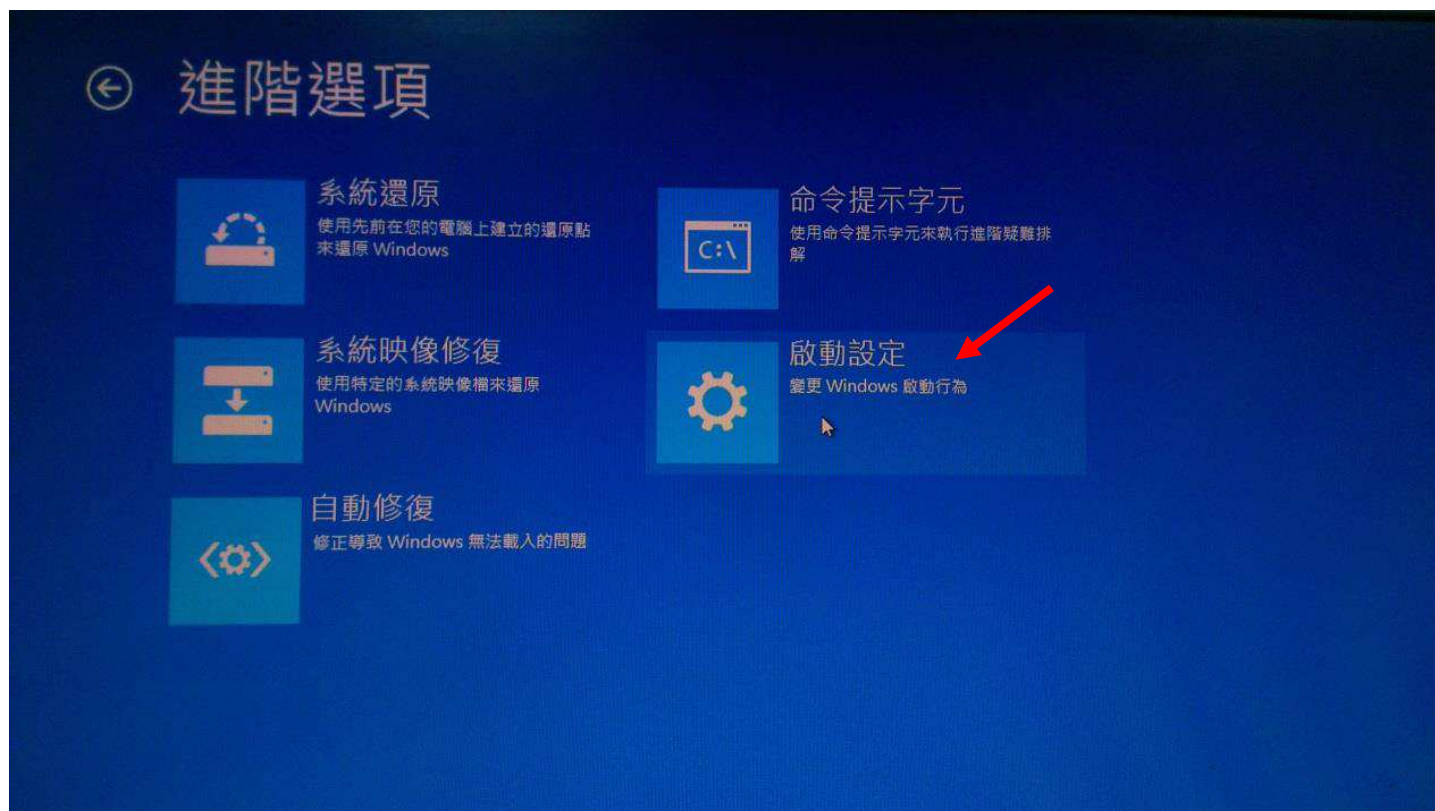 進階選項
系統還原
使用先前在您的電腦上建立的還原點
來還原 Windows
命令提示字元
使用命令提示字元來執行進階疑難排
解
C:\
系統映像修復
使用特定的系統映像檔來還原
Windows
啟動設定
變更 Windows 啟動行為
自動修復
修正導致 Windows 無法載入的問題